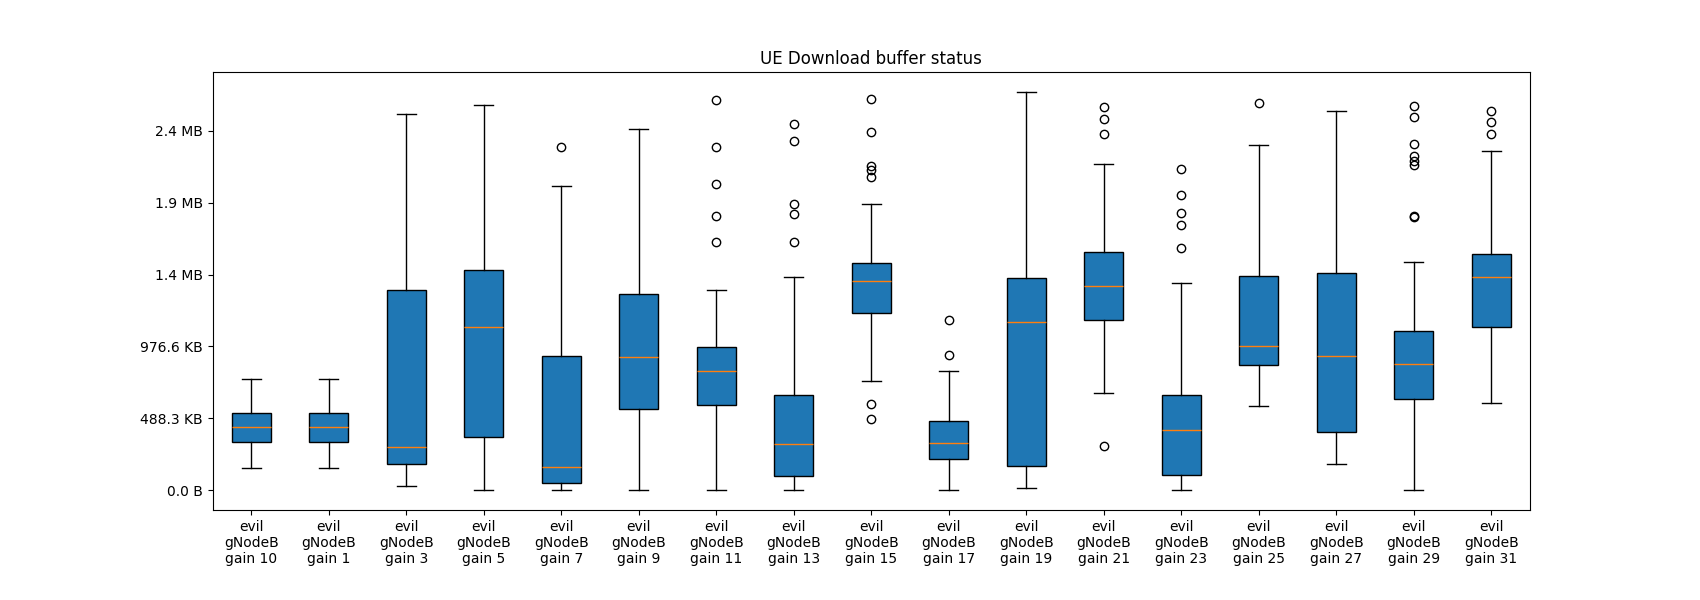 UE Download buffer status
2.4 MB
1.9 MB
1.4 MB
976.6 KB
488.3 KB
0.0 B
evil
gNodeB
gain 10
evil
gNodeB
gain 1
evil
gNodeB
gain 3
evil
gNodeB
gain 5
evil
gNodeB
gain 7
evil
gNodeB
gain 9
evil
gNodeB
gain 11
evil
gNodeB
gain 13
evil
gNodeB
gain 15
evil
gNodeB
gain 17
evil
gNodeB
gain 19
evil
gNodeB
gain 21
evil
gNodeB
gain 23
evil
gNodeB
gain 25
evil
gNodeB
gain 27
evil
gNodeB
gain 29
evil
gNodeB
gain 31